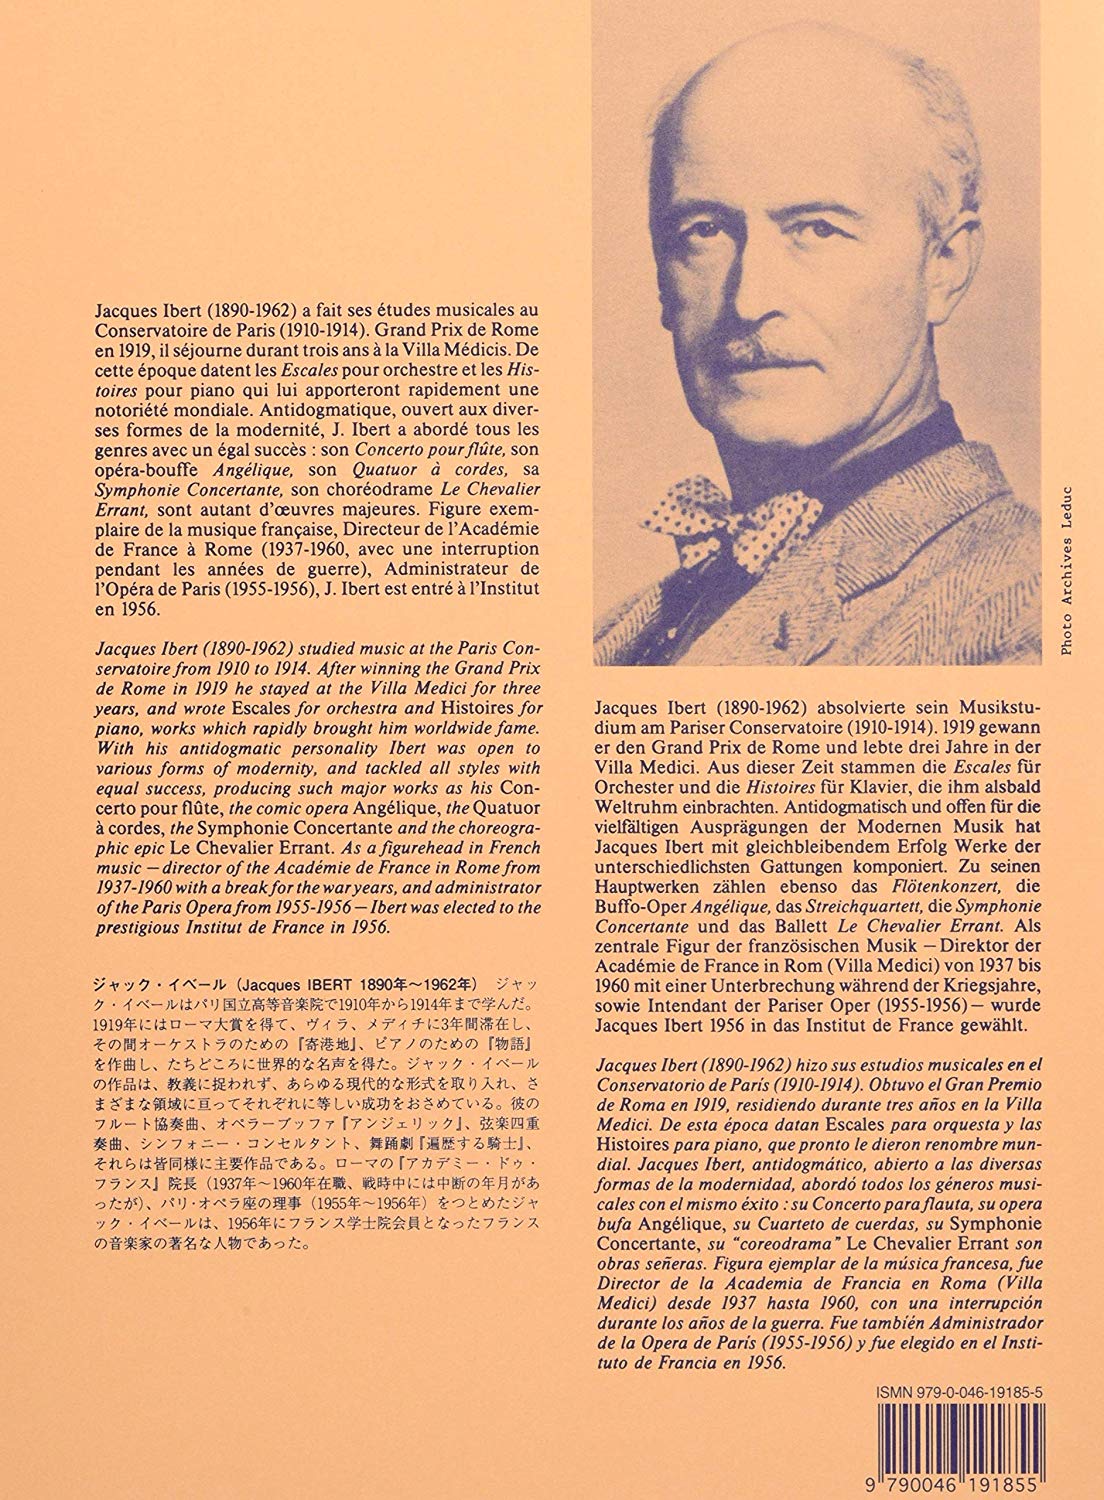 Jacques Ibert (1890-1962) a fait ses études musicales au
Conservatoire de Paris (1910-1914). Grand Prix de Rome
en 1919, il séjourne durant trois ans à la Villa Médicis. De
cette époque datent les Escales pour orchestre et les His-
toires pour piano qui lui apporteront rapidement une
notoriété mondiale. Antidogmatique, ouvert aux diver-
ses formes de la modernité, J. Ibert a abordé tous les
genres avec un égal succès : son Concerto pour flûte, son
opéra-bouffe Angélique, son Quatuor à cordes, sa
Symphonie Concertante, son choréodrame Le Chevalier
Errant, sont autant d'œuvres majeures. Figure exem-
plaire de la musique française, Directeur de l'Académie
de France à Rome (1937-1960, avec une interruption
pendant les années de guerre), Administrateur de
l'Opéra de Paris (1955-1956), J. Ibert est entré à l'Institut
en 1956.
Jacques Ibert (1890-1962) studied music at the Paris Con-
servatoire from 1910 to 1914. After winning the Grand Prix
de Rome in 1919 he stayed at the Villa Medici for three
years, and wrote Escales for orchestra and Histoires for
piano, works which rapidly brought him worldwide fame.
With his antidogmatic personality Ibert was open to
various forms of modernity, and tackled all styles with
equal success, producing such major works as his Con-
certo pour flûte, the comic opera Angélique, the Quatuor
à cordes, the Symphonie Concertante and the choreogra-
phic epic Le Chevalier Errant. As a figurehead in French
music — director of the Académie de France in Rome from
1937-1960 with a break for the war years, and administrator
of the Paris Opera from 1955-1956 — Ibert was elected to the
prestigious Institut de France in 1956.
ジャック・イベール (Jacques IBERT 1890年～1962年) ジャッ
ク・イベールはパリ国立高等音楽院で1910年から1914年まで学んだ。
1919年にはローマ大賞を得て、ヴィラ、メディチに3年間滞在し、
その間オーケストラのための『寄港地』、ピアノのための『物語』
を作曲し、たちどころに世界的な名声を得た。ジャック・イベール
の作品は、教義に捉われず、あらゆる現代的な形式を取り入れ、さ
まざまな領域に亘ってそれぞれに等しい成功をおさめている。彼の
フルート協奏曲、オペラーブッファ『アンジェリック』、弦楽四重
奏曲、シンフォニー・コンセルタント、舞踊劇『遍歴する騎士』、
それらは皆同様に主要作品である。ローマの『アカデミー・ドゥ・
フランス』院長（1937年～1960年在職、戦時中には中断の年月があ
ったが）、パリ・オペラ座の理事（1955年～1956年）をつとめたジャ
ック・イベールは、1956年にフランス学士院会員となったフランス
の音楽家の著名な人物であった。
Photo Archives Leduc
Jacques Ibert (1890-1962) absolvierte sein Musikstu-
dium am Pariser Conservatoire (1910-1914). 1919 gewann
er den Grand Prix de Rome und lebte drei Jahre in der
Villa Medici. Aus dieser Zeit stammen die Escales für
Orchester und die Histoires für Klavier, die ihm alsbald
Weltruhm einbrachten. Antidogmatisch und offen für die
vielfältigen Ausprägungen der Modernen Musik hat
Jacques Ibert mit gleichbleibendem Erfolg Werke der
unterschiedlichsten Gattungen komponiert. Zu seinen
Hauptwerken zählen ebenso das Flötenkonzert, die
Buffo-Oper Angélique, das Streichquartett, die Symphonie
Concertante und das Ballett Le Chevalier Errant. Als
zentrale Figur der französischen Musik — Direktor der
Académie de France in Rom (Villa Medici) von 1937 bis
1960 mit einer Unterbrechung während der Kriegsjahre,
sowie Intendant der Pariser Oper (1955-1956) — wurde
Jacques Ibert 1956 in das Institut de France gewählt.
Jacques Ibert (1890-1962) hizo sus estudios musicales en el
Conservatorio de París (1910-1914). Obtuvo el Gran Premio
de Roma en 1919, residiendo durante tres años en la Villa
Medici. De esta época datan Escales para orquesta y las
Histoires para piano, que pronto le dieron renombre mun-
dial. Jacques Ibert, antidogmático, abierto a las diversas
formas de la modernidad, abordó todos los géneros musi-
cales con el mismo éxito : su Concerto para flauta, su opera
bufa Angélique, su Cuarteto de cuerdas, su Symphonie
Concertante, su "coreodrama" Le Chevalier Errant son
obras señeras. Figura ejemplar de la música francesa, fue
Director de la Academia de Francia en Roma (Villa
Medici) desde 1937 hasta 1960, con una interrupción
durante los años de la guerra. Fue también Administrador
de la Opera de París (1955-1956) y fue elegido en el Insti-
tuto de Francia en 1956.
ISMN 979-0-046-19185-5
9 790046 191855